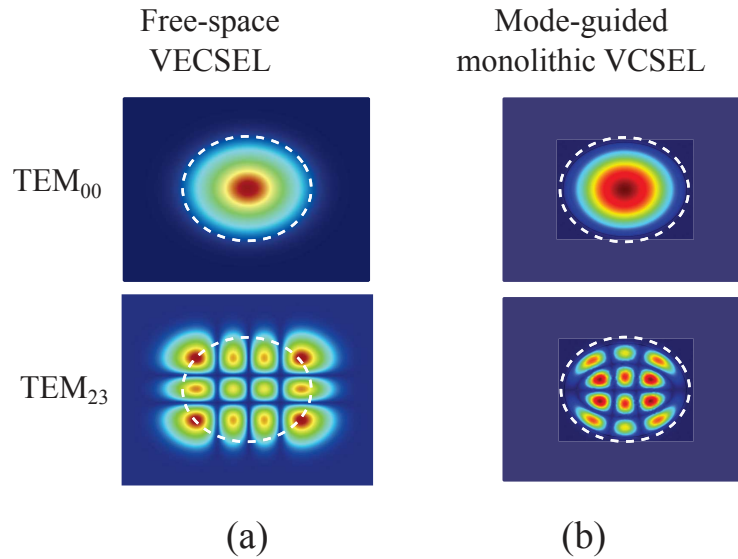 Free-space
VECSEL
Mode-guided
monolithic VCSEL
TEM₀₀
TEM₂₃
(a)
(b)